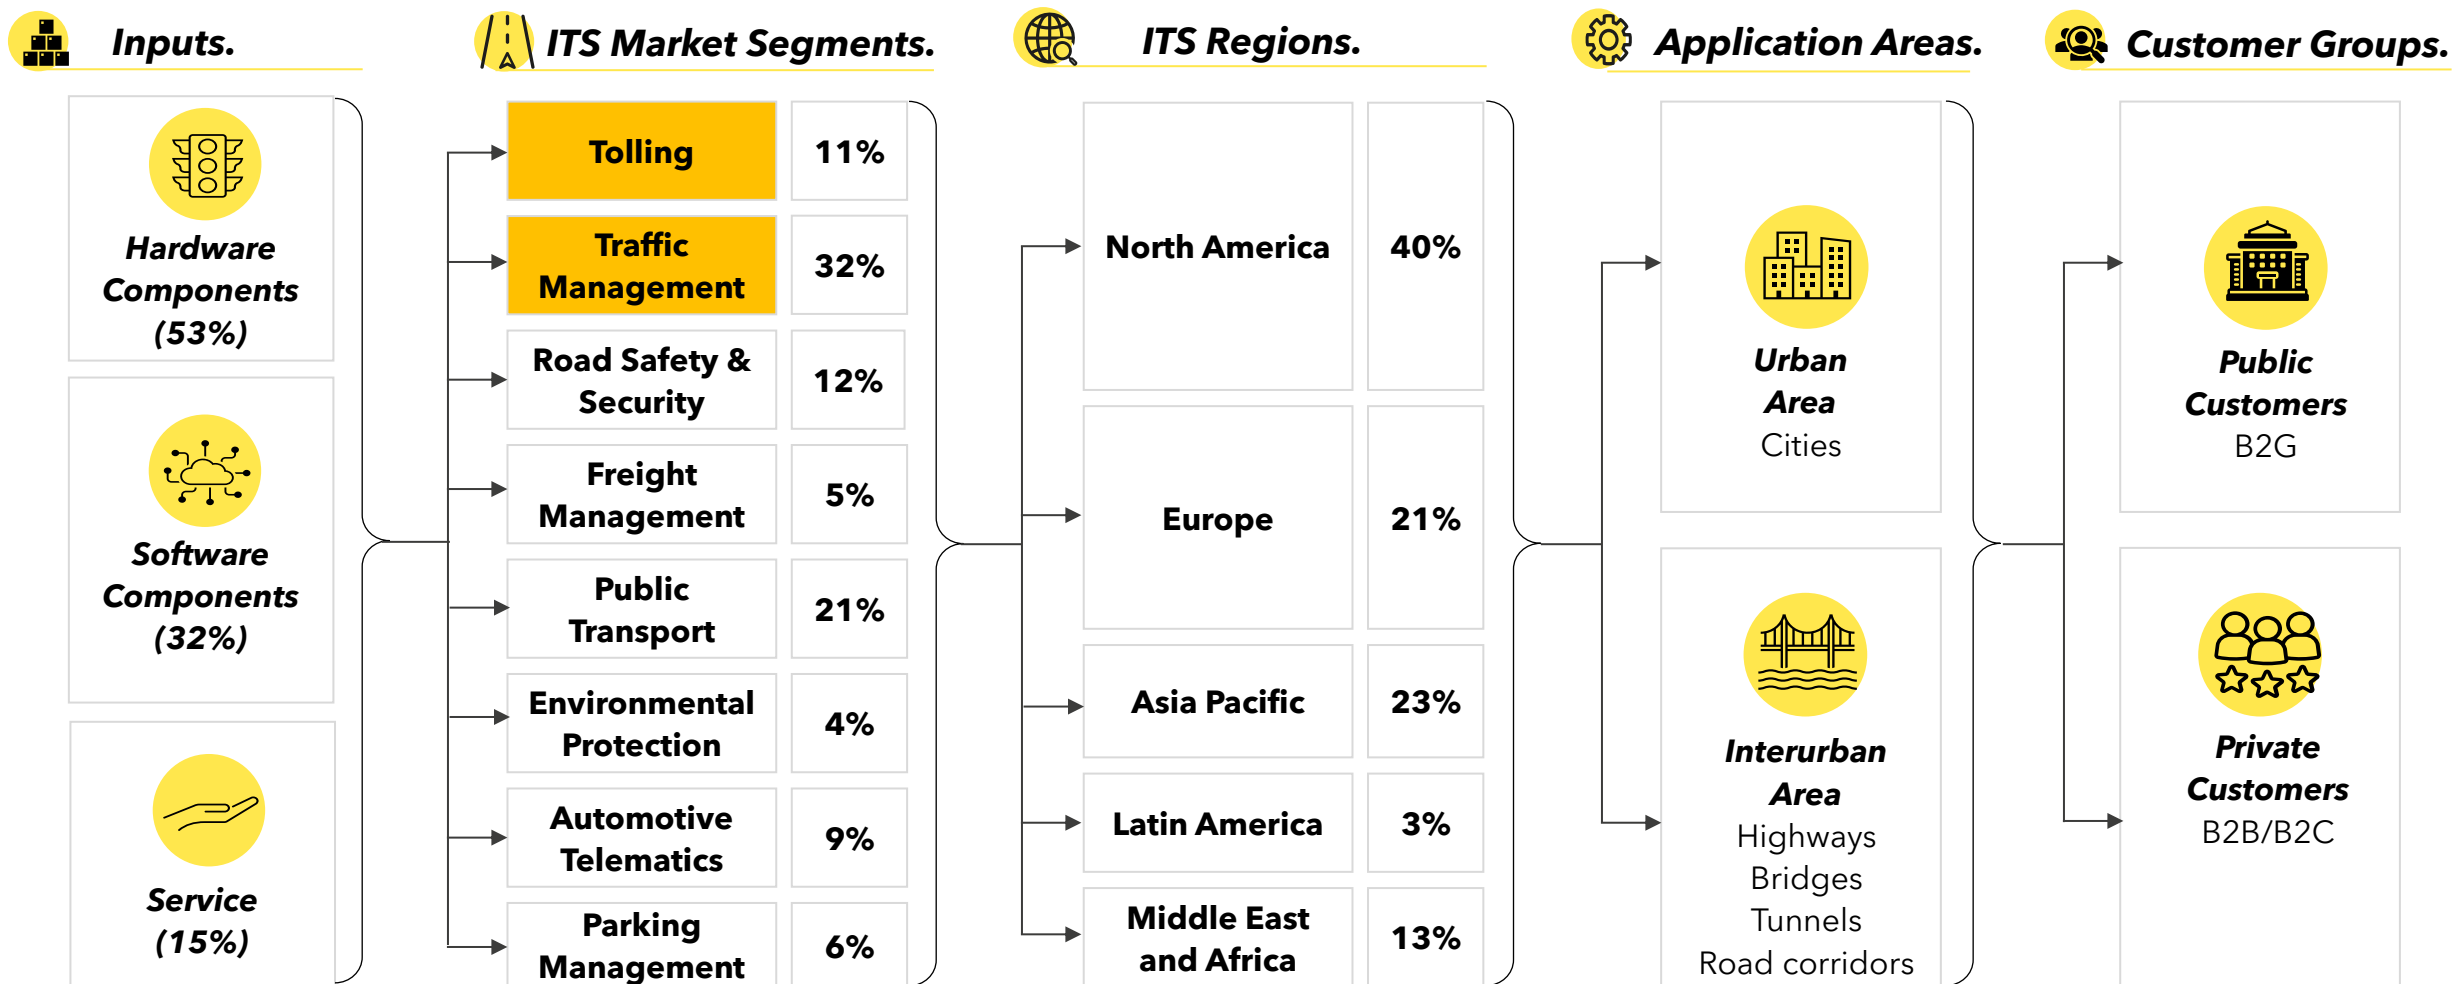 Inputs.
Hardware
Components
(53%)
Software
Components
(32%)
Service
(15%)
ITS Market Segments.
Tolling
11%
Traffic
Management
32%
Road Safety &
Security
12%
Freight
Management
5%
Public
Transport
21%
Environmental
Protection
4%
Automotive
Telematics
9%
Parking
Management
6%
ITS Regions.
North America
40%
Europe
21%
Asia Pacific
23%
Latin America
3%
Middle East
and Africa
13%
Application Areas.
Urban
Area
Cities
Interurban
Area
Highways
Bridges
Tunnels
Road corridors
Customer Groups.
Public
Customers
B2G
Private
Customers
B2B/B2C